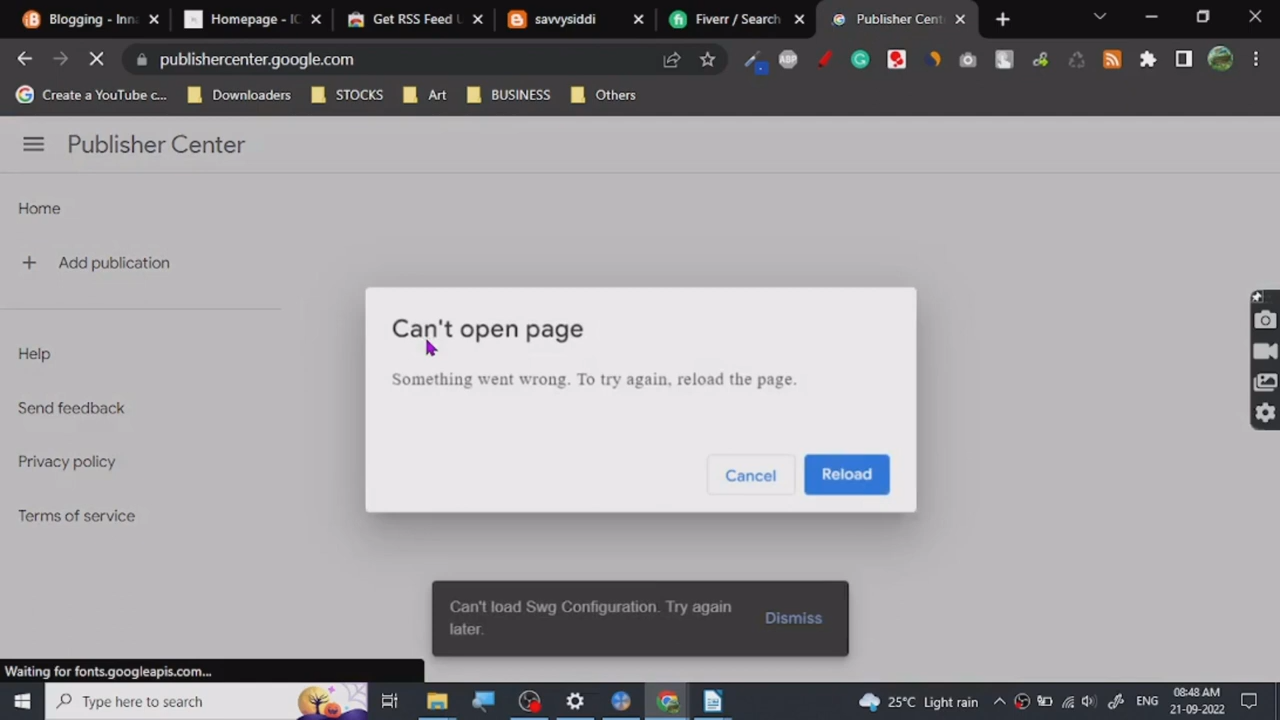 Blogging - Inna
Homepage - IC
Get RSS Feed U
savvysiddi
Fiverr / Search
Publisher Cent
publishercenter.google.com
ABP
Create a YouTube c...
Downloaders
STOCKS
Art
BUSINESS
Others
Publisher Center
Home
Add publication
Help
Send feedback
Privacy policy
Terms of service
Can't open page
Something went wrong. To try again, reload the page.
Cancel
Reload
Can't load Swg Configuration. Try again
later.
Dismiss
Waiting for fonts.googleapis.com...
Type here to search
25°C Light rain
ENG
08:48 AM
21-09-2022